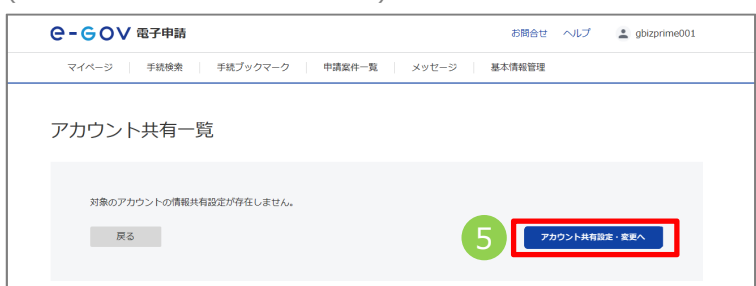 e-GOV 電子申請
お問合せ ヘルプ gbizprime001
マイページ 手続検索 手続ブックマーク 申請案件一覧 メッセージ 基本情報管理
アカウント共有一覧
対象のアカウントの情報共有設定が存在しません。
戻る 5 アカウント共有設定・変更へ